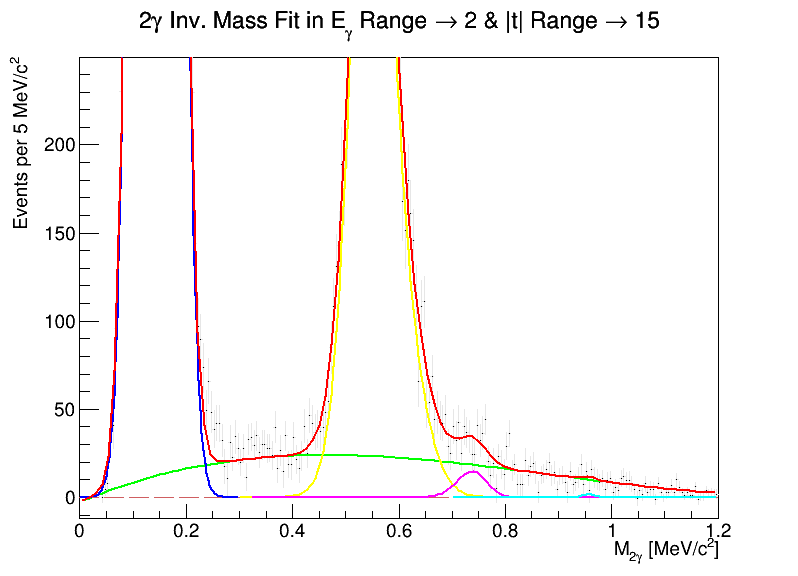 2γ Inv. Mass Fit in Eγ Range → 2 & |t| Range → 15
Events per 5 MeV/c²
200
150
100
50
0
0 0.2 0.4 0.6 0.8 1 1.2
M2γ [MeV/c²]